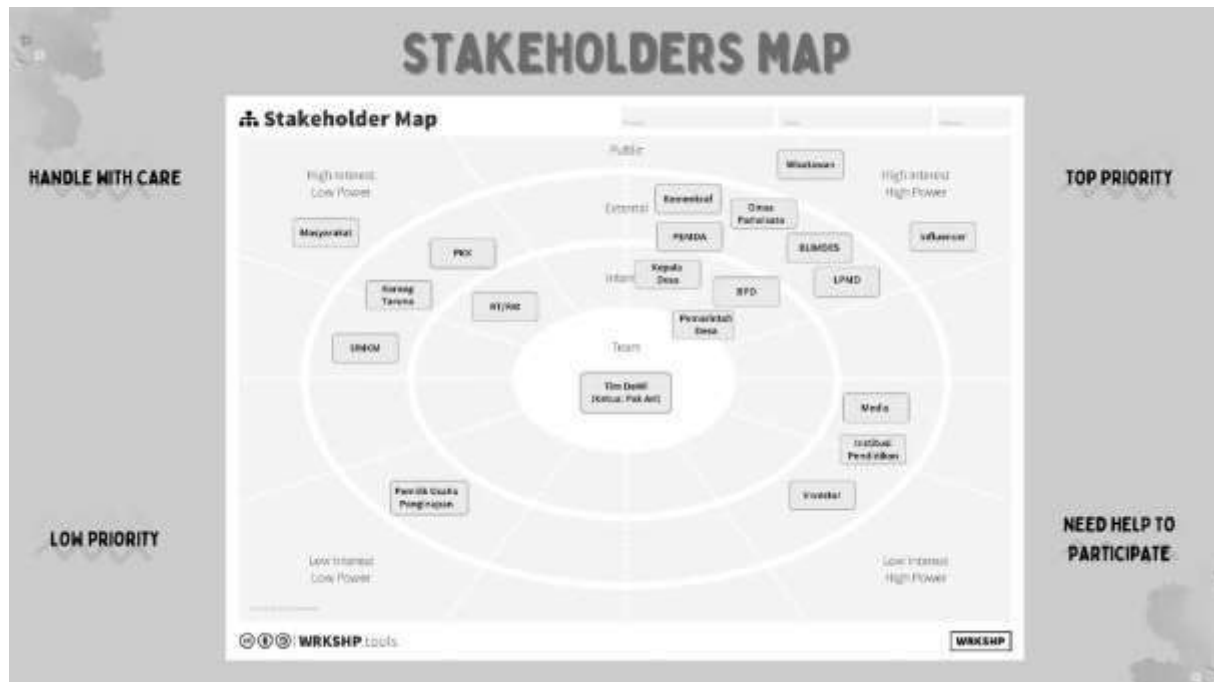 STAKEHOLDERS MAP
Stakeholder Map
HANDLE WITH CARE
TOP PRIORITY
LOW PRIORITY
NEED HELP TO
PARTICIPATE
Public
External
Team
High Interest
Low Power
High Interest
High Power
Low Interest
Low Power
Low Interest
High Power
Wisatawan
Kemenkraf
Dinas
Pariwisata
PEMDA
BUMDES
Influencer
Kepala
Desa
BPD
LPMD
Pemerintah
Desa
Masyarakat
PKK
Karang
Taruna
RT/RW
UMKM
Tim DeWi
(Ketua: Pak Ari)
Media
Institusi
Pendidikan
Investor
Pemilik Usaha
Penginapan
WRKSHP.tools
WRKSHP